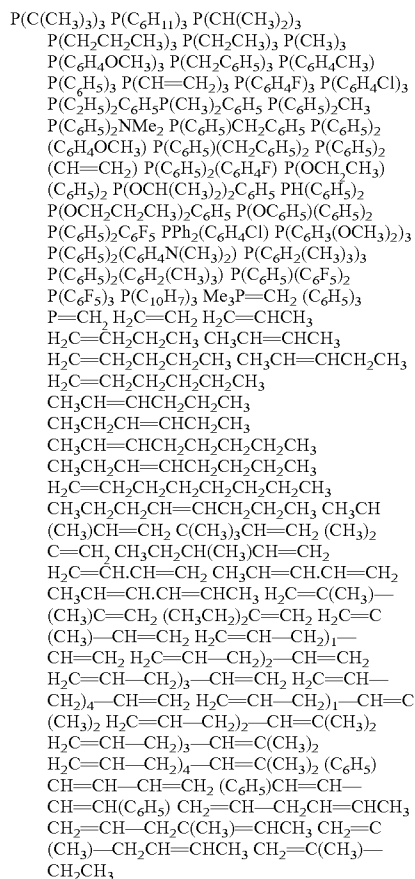 P(C(CH₃)₃)₃ P(C₆H₁₁)₃ P(CH(CH₃)₂)₃
P(CH₂CH₂CH₃)₃ P(CH₂CH₃)₃ P(CH₃)₃
P(C₆H₄OCH₃)₃ P(CH₂C₆H₅)₃ P(C₆H₄CH₃)
P(C₆H₅)₃ P(CH═CH₂)₃ P(C₆H₄F)₃ P(C₆H₄Cl)₃
P(C₂H₅)₂C₆H₅P(CH₃)₂C₆H₅ P(C₆H₅)₂CH₃
P(C₆H₅)₂NMe₂ P(C₆H₅)CH₂C₆H₅ P(C₆H₅)₂
(C₆H₄OCH₃) P(C₆H₅)(CH₂C₆H₅)₂ P(C₆H₅)₂
(CH═CH₂) P(C₆H₅)₂(C₆H₄F) P(OCH₂CH₃)
(C₆H₅)₂ P(OCH(CH₃)₂)₂C₆H₅ PH(C₆H₅)₂
P(OCH₂CH₂CH₃)₂C₆H₅ P(OC₆H₅)(C₆H₅)₂
P(C₆H₅)₂C₆F₅ PPh₂(C₆H₄Cl) P(C₆H₃(OCH₃)₂)₃
P(C₆H₅)₂(C₆H₄N(CH₃)₂) P(C₆H₂(CH₃)₃)₃
P(C₆H₅)₂(C₆H₂(CH₃)₃) P(C₆H₅)(C₆F₅)₂
P(C₆F₅)₃ P(C₁₀H₇)₃ Me₃P═CH₂ (C₆H₅)₃
P═CH₂ H₂C═CH₂ H₂C═CHCH₃
H₂C═CHCH₂CH₃ CH₃CH═CHCH₃
H₂C═CHCH₂CH₂CH₃ CH₃CH═CHCH₂CH₃
H₂C═CHCH₂CH₂CH₂CH₃
CH₃CH═CHCH₂CH₂CH₃
CH₃CH₂CH═CHCH₂CH₃
CH₃CH═CHCH₂CH₂CH₂CH₂CH₃
CH₃CH₂CH═CHCH₂CH₂CH₂CH₃
H₂C═CHCH₂CH₂CH₂CH₂CH₂CH₃
CH₃CH₂CH₂CH═CHCH₂CH₂CH₃ CH₃CH
(CH₃)CH═CH₂ C(CH₃)₃CH═CH₂ (CH₃)₂
C═CH₂ CH₃CH₂CH(CH₃)CH═CH₂
H₂C═CH.CH═CH₂ CH₃CH═CH.CH═CH₂
CH₃CH═CH.CH═CHCH₃ H₂C═C(CH₃)—
(CH₃)C═CH₂ (CH₃CH₂)₂C═CH₂ H₂C═C
(CH₃)—CH═CH₂ H₂C═CH—CH₂)₁—
CH═CH₂ H₂C═CH—CH₂)₂—CH═CH₂
H₂C═CH—CH₂)₃—CH═CH₂ H₂C═CH—
CH₂)₄—CH═CH₂ H₂C═CH—CH₂)₁—CH═C
(CH₃)₂ H₂C═CH—CH₂)₂—CH═C(CH₃)₂
H₂C═CH—CH₂)₃—CH═C(CH₃)₂
H₂C═CH—CH₂)₄—CH═C(CH₃)₂ (C₆H₅)
CH═CH—CH═CH₂ (C₆H₅)CH═CH—
CH═CH(C₆H₅) CH₂═CH—CH₂CH═CHCH₃
CH₂═CH—CH₂C(CH₃)═CHCH₃ CH₂═C
(CH₃)—CH₂CH═CHCH₃ CH₂═C(CH₃)—
CH₂CH₃